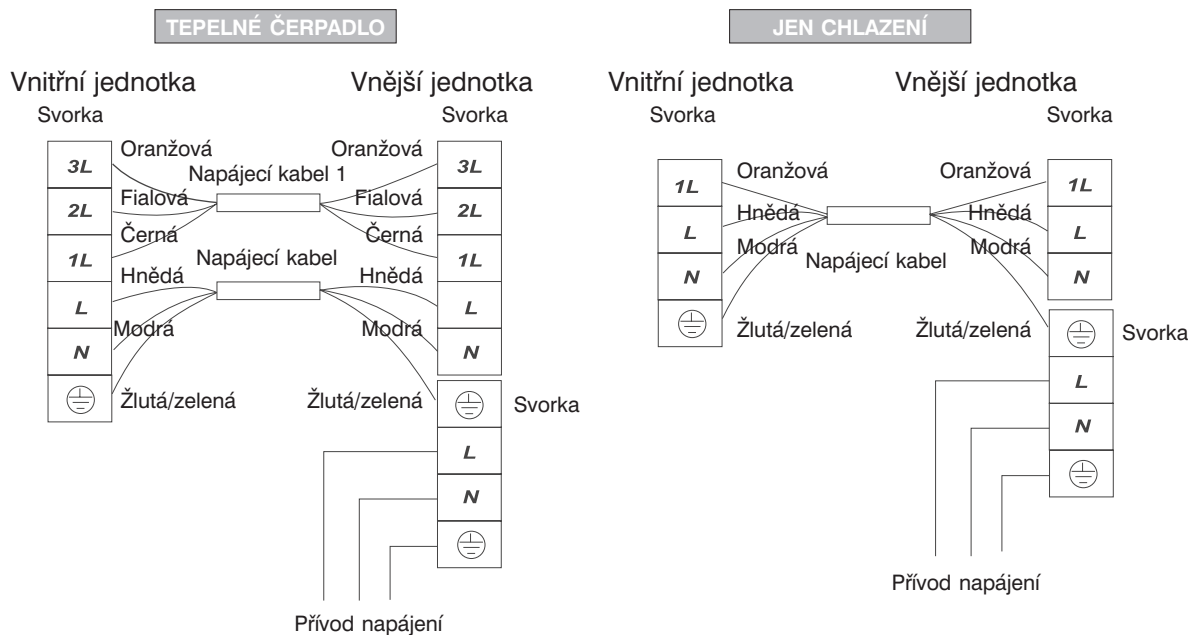 TEPELNÉ ČERPADLO
Vnitřní jednotka
Vnější jednotka
Svorka
Svorka
3L
Oranžová
Napájecí kabel 1
Oranžová
3L
2L
Fialová
Fialová
2L
1L
Černá
Černá
1L
Napájecí kabel
L
Hnědá
Hnědá
L
N
Modrá
Modrá
N
Žlutá/zelená
Žlutá/zelená
Svorka
L
N
Přívod napájení
JEN CHLAZENÍ
Vnitřní jednotka
Vnější jednotka
Svorka
Svorka
1L
Oranžová
Oranžová
1L
L
Hnědá
Hnědá
L
N
Modrá
Modrá
N
Napájecí kabel
Žlutá/zelená
Žlutá/zelená
Svorka
L
N
Přívod napájení